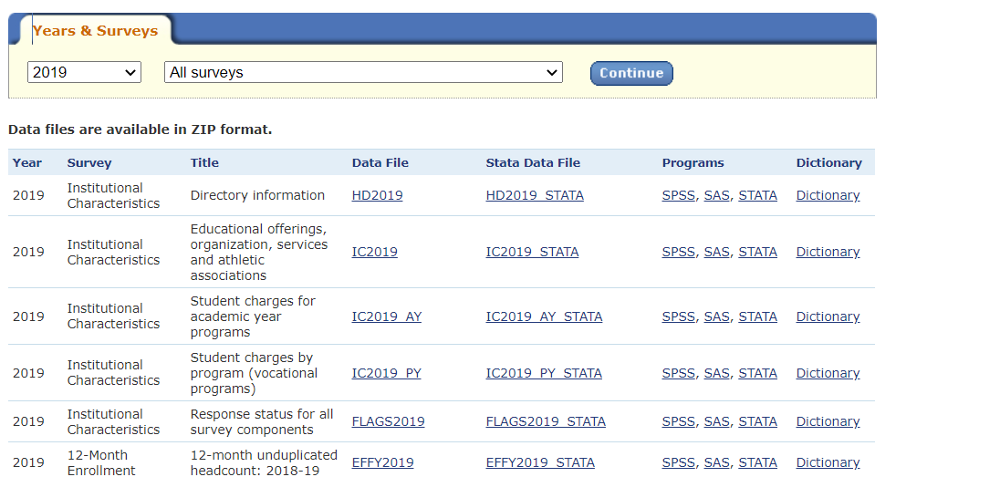 Years & Surveys
2019 All surveys Continue
Data files are available in ZIP format.
Year Survey Title Data File Stata Data File Programs Dictionary
2019 Institutional Characteristics Directory information HD2019 HD2019_STATA SPSS, SAS, STATA Dictionary
2019 Institutional Characteristics Educational offerings, organization, services and athletic associations IC2019 IC2019_STATA SPSS, SAS, STATA Dictionary
2019 Institutional Characteristics Student charges for academic year programs IC2019_AY IC2019_AY_STATA SPSS, SAS, STATA Dictionary
2019 Institutional Characteristics Student charges by program (vocational programs) IC2019_PY IC2019_PY_STATA SPSS, SAS, STATA Dictionary
2019 Institutional Characteristics Response status for all survey components FLAGS2019 FLAGS2019_STATA SPSS, SAS, STATA Dictionary
2019 12-Month Enrollment 12-month unduplicated headcount: 2018-19 EFFY2019 EFFY2019_STATA SPSS, SAS, STATA Dictionary